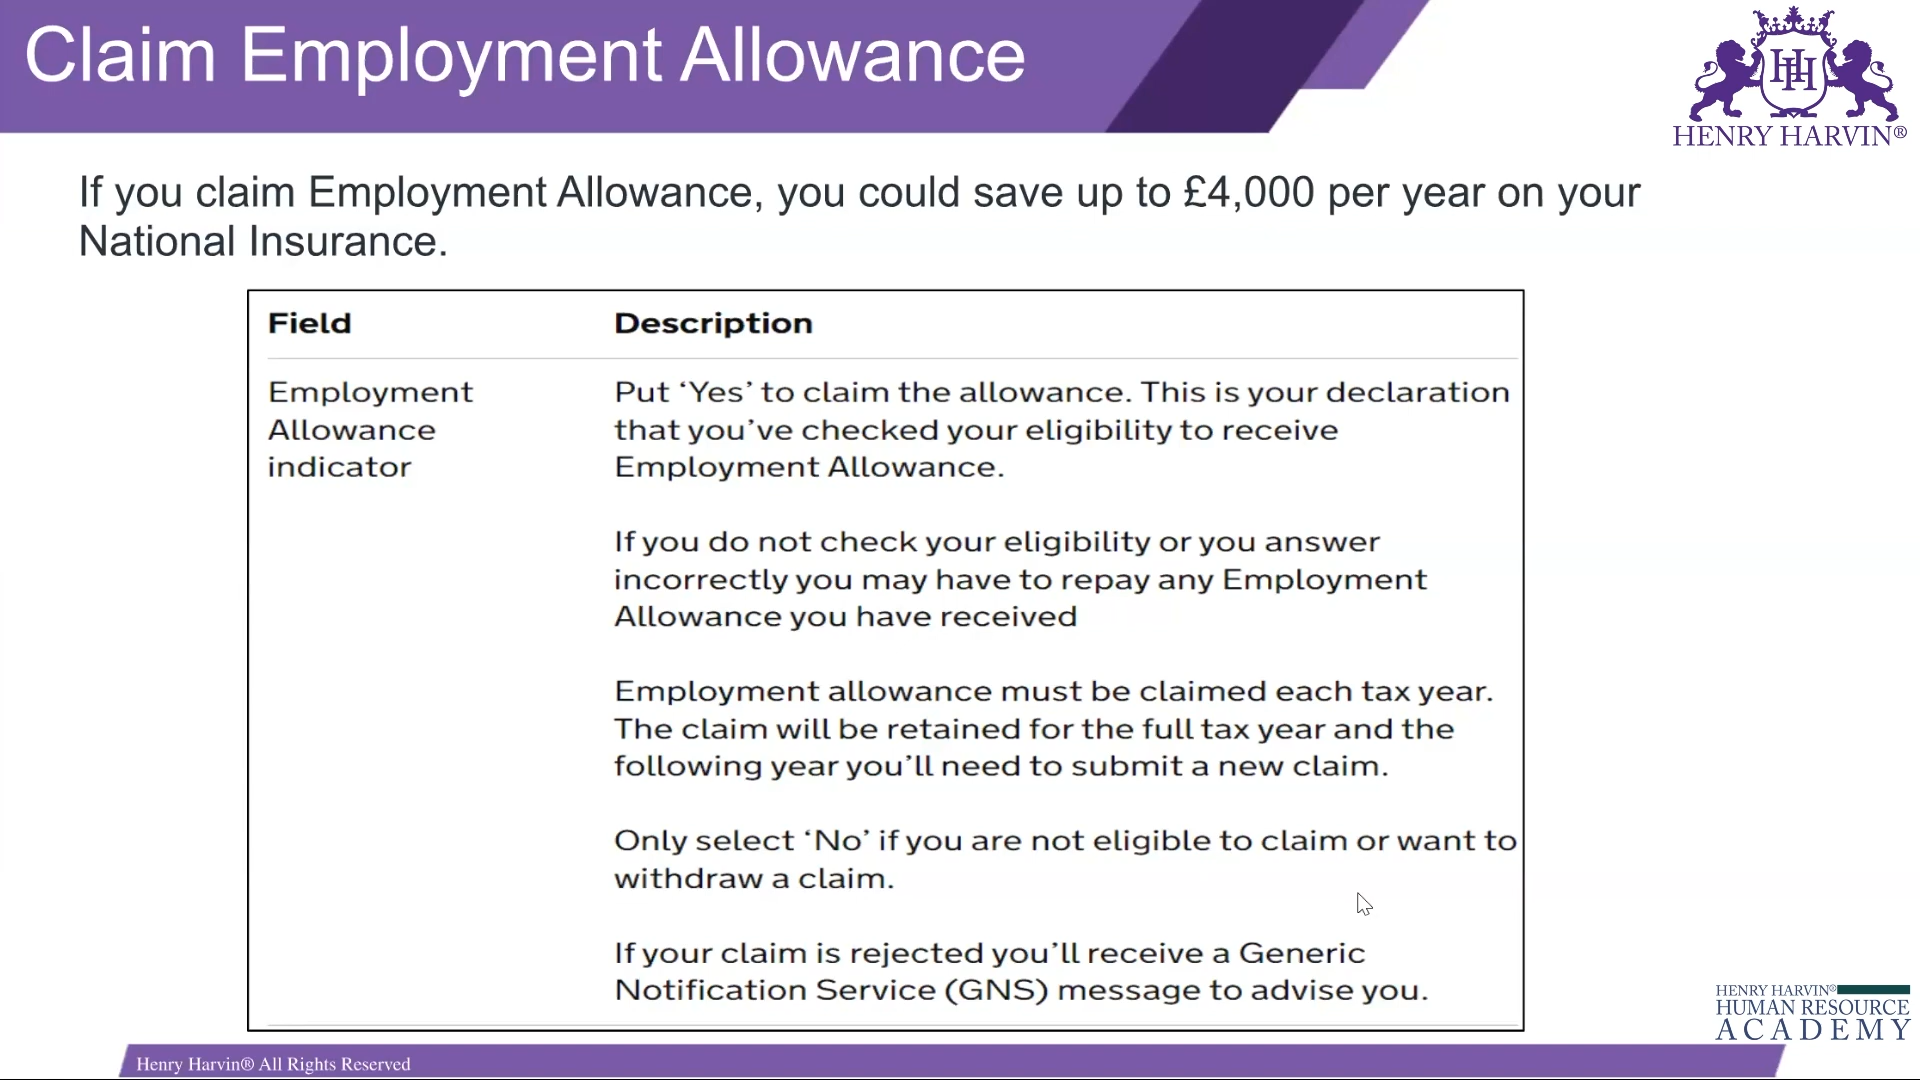 Claim Employment Allowance
HH
HENRY HARVIN®
If you claim Employment Allowance, you could save up to £4,000 per year on your
National Insurance.
Field Description
Employment Allowance indicator
Put ‘Yes’ to claim the allowance. This is your declaration
that you’ve checked your eligibility to receive
Employment Allowance.
If you do not check your eligibility or you answer
incorrectly you may have to repay any Employment
Allowance you have received
Employment allowance must be claimed each tax year.
The claim will be retained for the full tax year and the
following year you’ll need to submit a new claim.
Only select ‘No’ if you are not eligible to claim or want to
withdraw a claim.
If your claim is rejected you’ll receive a Generic
Notification Service (GNS) message to advise you.
HENRY HARVIN®
HUMAN RESOURCE
ACADEMY
Henry Harvin® All Rights Reserved